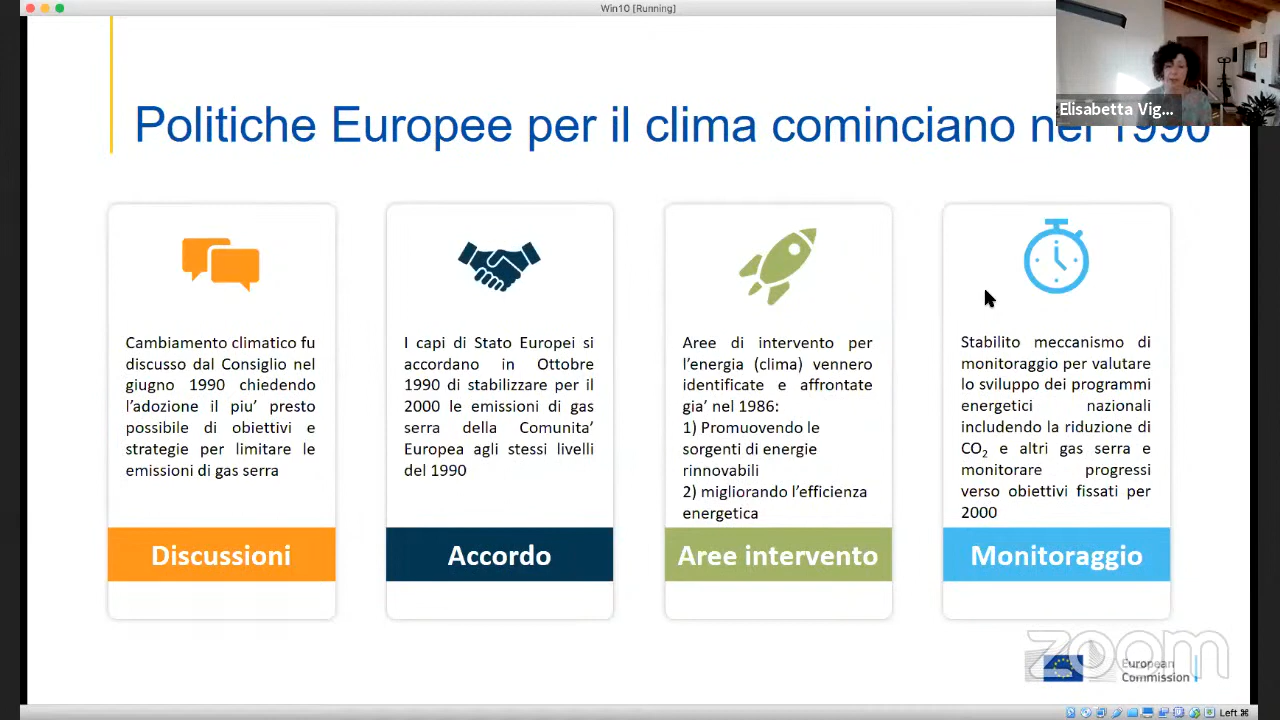 Win10 [Running]
Elisabetta Vig...
Politiche Europee per il clima cominciano nel 1990
Cambiamento climatico fu
discusso dal Consiglio nel
giugno 1990 chiedendo
l’adozione il piu’ presto
possibile di obiettivi e
strategie per limitare le
emissioni di gas serra
Discussioni
I capi di Stato Europei si
accordano in Ottobre
1990 di stabilizzare per il
2000 le emissioni di gas
serra della Comunita’
Europea agli stessi livelli
del 1990
Accordo
Aree di intervento per
l’energia (clima) vennero
identificate e affrontate
gia’ nel 1986:
1) Promuovendo le
sorgenti di energie
rinnovabili
2) migliorando l’efficienza
energetica
Aree intervento
Stabilito meccanismo di
monitoraggio per valutare
lo sviluppo dei programmi
energetici nazionali
includendo la riduzione di
CO₂ e altri gas serra e
monitorare progressi
verso obiettivi fissati per
2000
Monitoraggio
zoom
European
Commission
Left ⌘